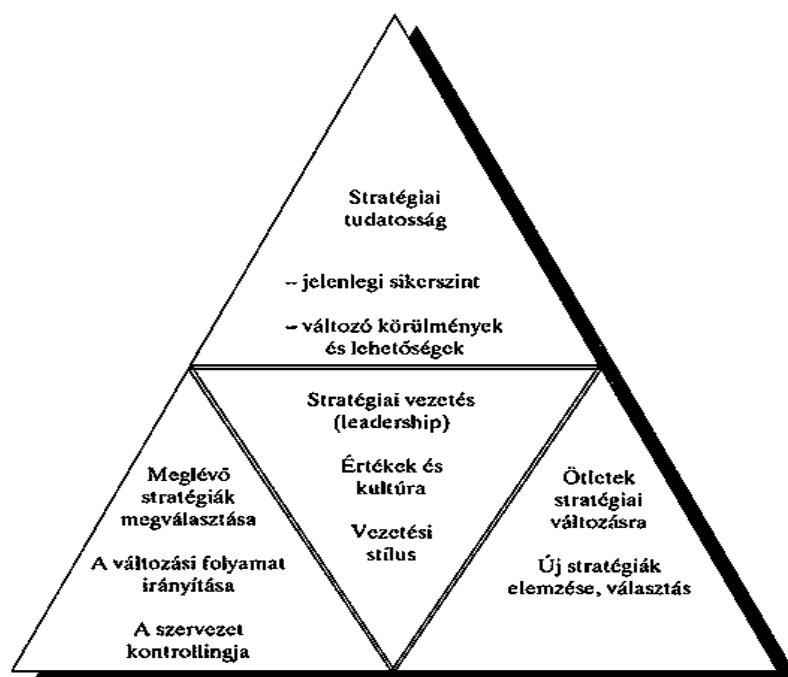 Stratégiai
tudatosság
– jelenlegi sikerszint
– változó körülmények
és lehetőségek
Stratégiai vezetés
(leadership)
Értékek és
kultúra
Vezetési
stílus
Meglévő
stratégiák
megválasztása
A változási folyamat
irányítása
A szervezet
kontrollingja
Ötletek
stratégiai
változásra
Új stratégiák
elemzése, választás